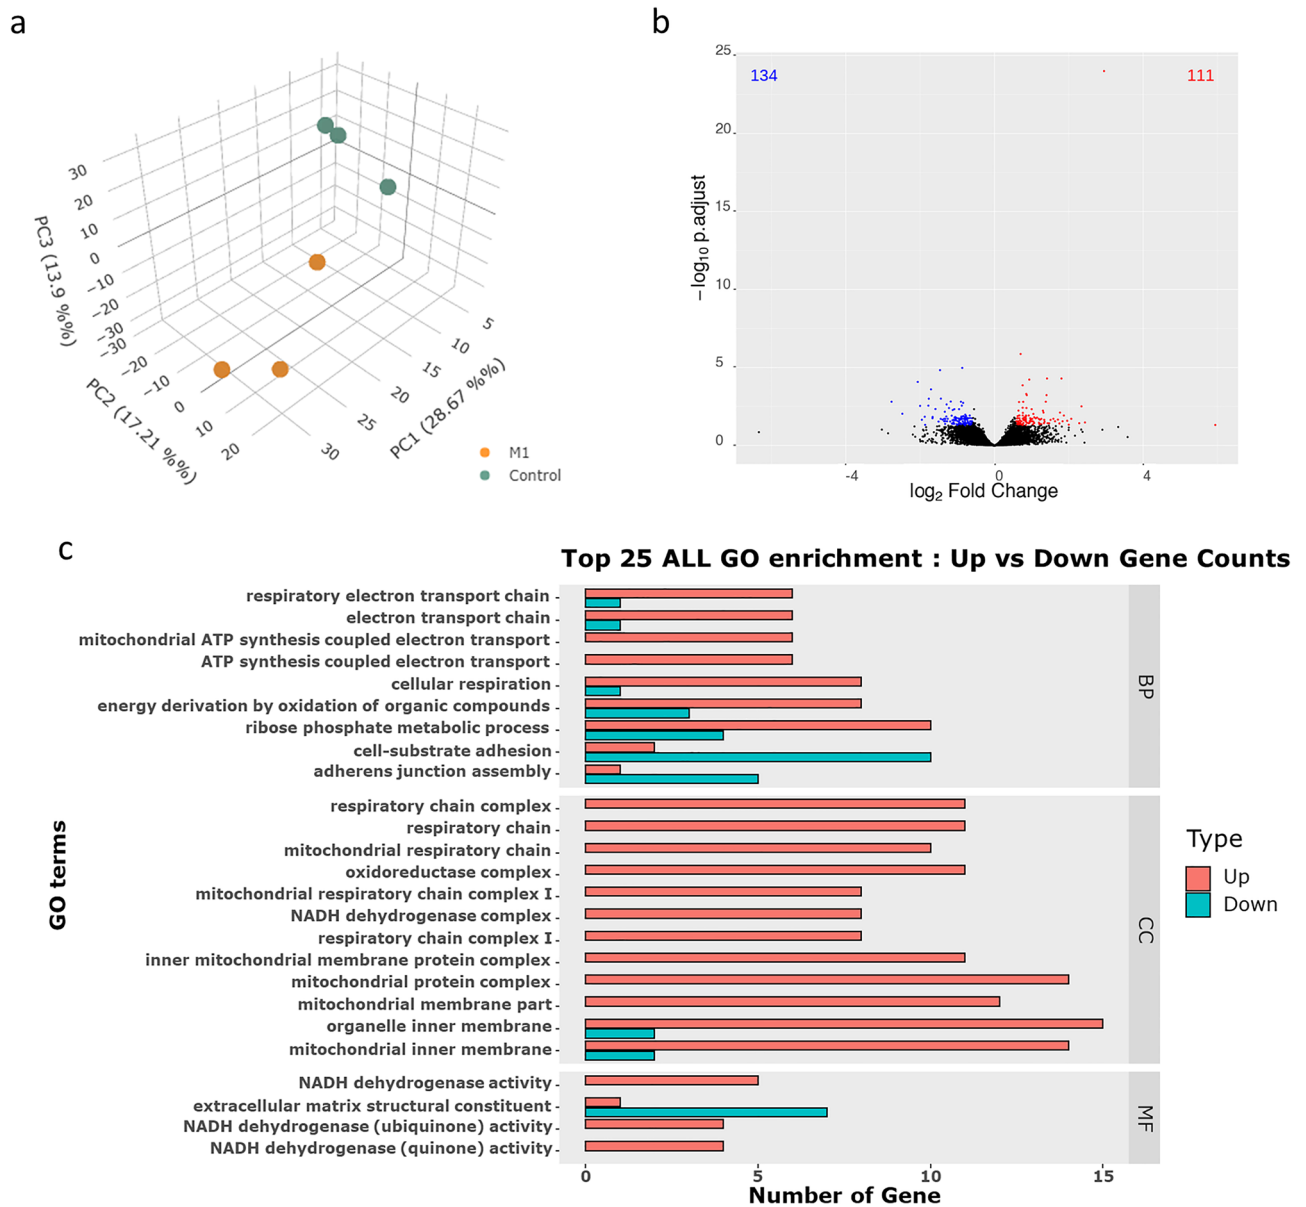 a
30
20
10
0
−10
−20
−30
PC3 (13.9 %%)
−30
−20
−10
0
10
20
PC2 (17.21 %%)
5
10
15
20
25
30
PC1 (28.67 %%)
M1
Control
b
134
111
25
20
15
10
5
0
−log10 p.adjust
-4
0
4
log2 Fold Change
c
Top 25 ALL GO enrichment : Up vs Down Gene Counts
GO terms
respiratory electron transport chain
electron transport chain
mitochondrial ATP synthesis coupled electron transport
ATP synthesis coupled electron transport
cellular respiration
energy derivation by oxidation of organic compounds
ribose phosphate metabolic process
cell-substrate adhesion
adherens junction assembly
BP
respiratory chain complex
respiratory chain
mitochondrial respiratory chain
oxidoreductase complex
mitochondrial respiratory chain complex I
NADH dehydrogenase complex
respiratory chain complex I
inner mitochondrial membrane protein complex
mitochondrial protein complex
mitochondrial membrane part
organelle inner membrane
mitochondrial inner membrane
CC
NADH dehydrogenase activity
extracellular matrix structural constituent
NADH dehydrogenase (ubiquinone) activity
NADH dehydrogenase (quinone) activity
MF
0
5
10
15
Number of Gene
Type
Up
Down